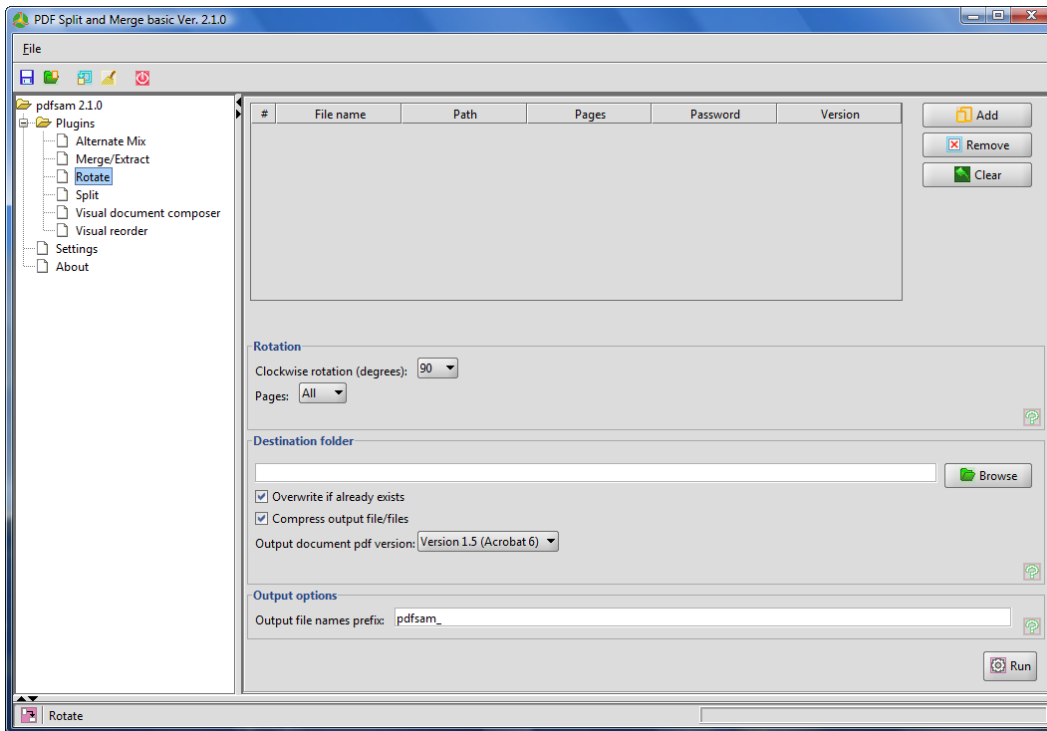 PDF Split and Merge basic Ver. 2.1.0
File
pdfsam 2.1.0
Plugins
Alternate Mix
Merge/Extract
Rotate
Split
Visual document composer
Visual reorder
Settings
About
# File name Path Pages Password Version
Add
Remove
Clear
Rotation
Clockwise rotation (degrees): 90
Pages: All
Destination folder
Browse
Overwrite if already exists
Compress output file/files
Output document pdf version: Version 1.5 (Acrobat 6)
Output options
Output file names prefix: pdfsam_
Run
Rotate